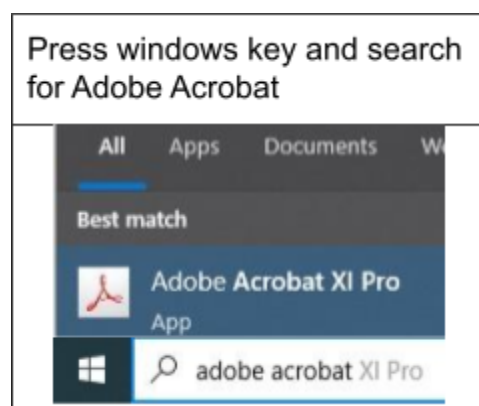 Press windows key and search
for Adobe Acrobat
All Apps Documents
Best match
Adobe Acrobat XI Pro
App
adobe acrobat XI Pro